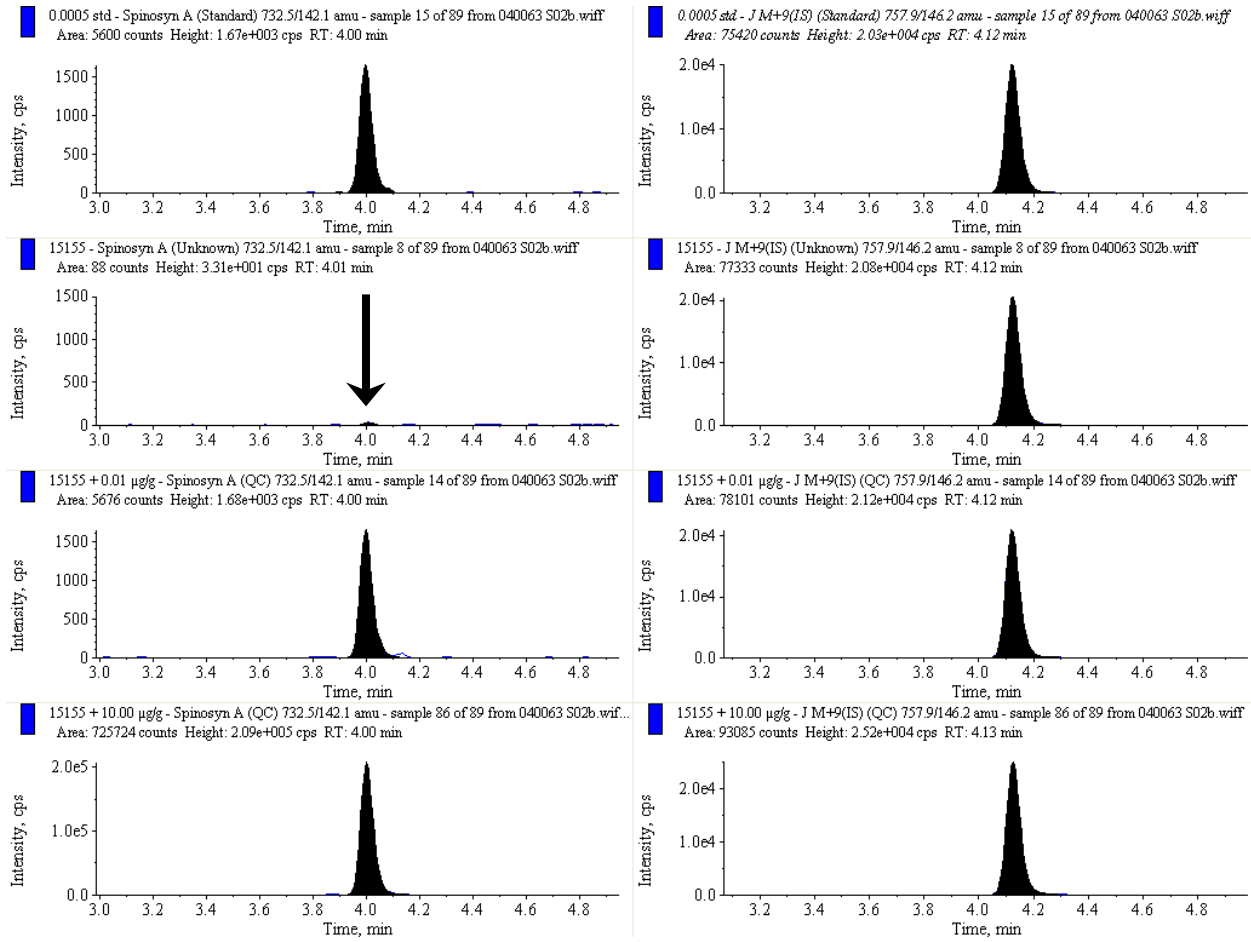 0.0005 std - Spinosyn A (Standard) 732.5/142.1 amu - sample 15 of 89 from 040063 S02b.wiff
Area: 5600 counts Height: 1.67e+003 cps RT: 4.00 min
Intensity, cps
1500
1000
500
0
3.0 3.2 3.4 3.6 3.8 4.0 4.2 4.4 4.6 4.8
Time, min
0.0005 std - J M+9(IS) (Standard) 757.9/146.2 amu - sample 15 of 89 from 040063 S02b.wiff
Area: 75420 counts Height: 2.03e+004 cps RT: 4.12 min
Intensity, cps
2.0e4
1.0e4
0.0
3.2 3.4 3.6 3.8 4.0 4.2 4.4 4.6 4.8
Time, min
15155 - Spinosyn A (Unknown) 732.5/142.1 amu - sample 8 of 89 from 040063 S02b.wiff
Area: 88 counts Height: 3.31e+001 cps RT: 4.01 min
Intensity, cps
1500
1000
500
0
3.0 3.2 3.4 3.6 3.8 4.0 4.2 4.4 4.6 4.8
Time, min
15155 - J M+9(IS) (Unknown) 757.9/146.2 amu - sample 8 of 89 from 040063 S02b.wiff
Area: 77333 counts Height: 2.08e+004 cps RT: 4.12 min
Intensity, cps
2.0e4
1.0e4
0.0
3.2 3.4 3.6 3.8 4.0 4.2 4.4 4.6 4.8
Time, min
15155 + 0.01 µg/g - Spinosyn A (QC) 732.5/142.1 amu - sample 14 of 89 from 040063 S02b.wiff
Area: 5676 counts Height: 1.68e+003 cps RT: 4.00 min
Intensity, cps
1500
1000
500
0
3.0 3.2 3.4 3.6 3.8 4.0 4.2 4.4 4.6 4.8
Time, min
15155 + 0.01 µg/g - J M+9(IS) (QC) 757.9/146.2 amu - sample 14 of 89 from 040063 S02b.wiff
Area: 78101 counts Height: 2.12e+004 cps RT: 4.12 min
Intensity, cps
2.0e4
1.0e4
0.0
3.2 3.4 3.6 3.8 4.0 4.2 4.4 4.6 4.8
Time, min
15155 + 10.00 µg/g - Spinosyn A (QC) 732.5/142.1 amu - sample 86 of 89 from 040063 S02b.wif...
Area: 725724 counts Height: 2.09e+005 cps RT: 4.00 min
Intensity, cps
2.0e5
1.0e5
0.0
3.0 3.2 3.4 3.6 3.8 4.0 4.2 4.4 4.6 4.8
Time, min
15155 + 10.00 µg/g - J M+9(IS) (QC) 757.9/146.2 amu - sample 86 of 89 from 040063 S02b.wiff
Area: 93085 counts Height: 2.52e+004 cps RT: 4.13 min
Intensity, cps
2.0e4
1.0e4
0.0
3.2 3.4 3.6 3.8 4.0 4.2 4.4 4.6 4.8
Time, min